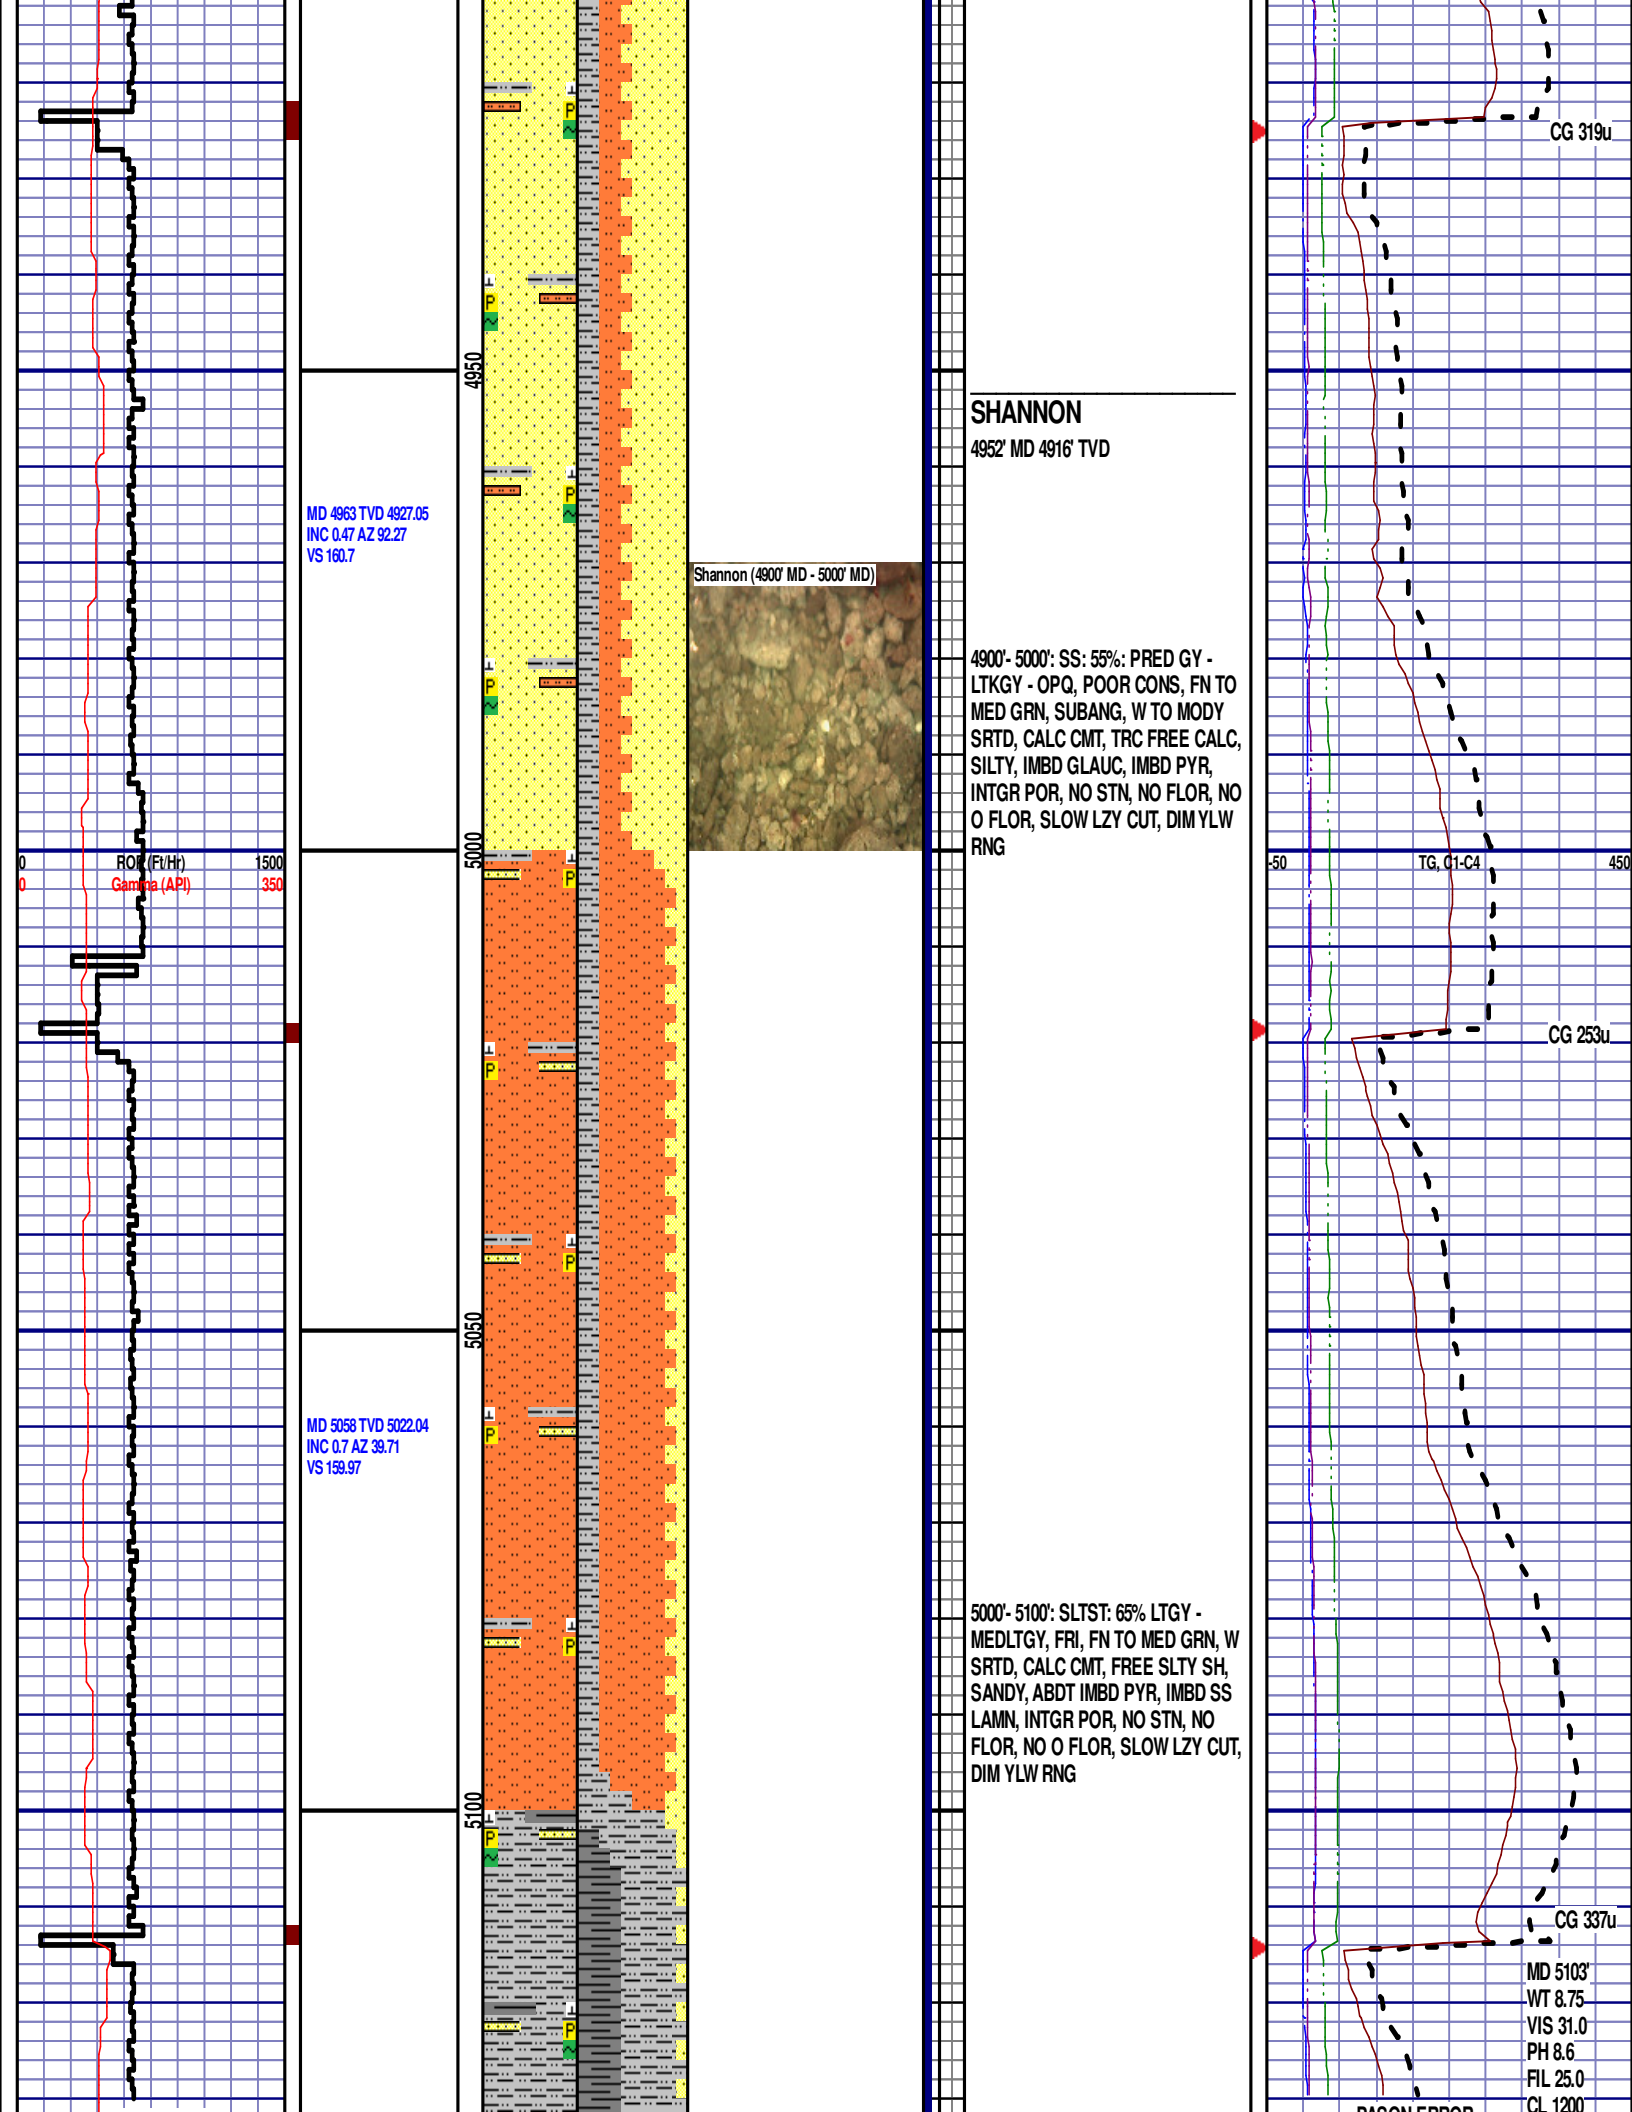 CG 319u
4950
SHANNON
4952' MD 4916' TVD
MD 4963 TVD 4927.05
INC 0.47 AZ 92.27
VS 160.7
Shannon (4900' MD - 5000' MD)
4900'- 5000': SS: 55%: PRED GY -
LTKGY - OPQ, POOR CONS, FN TO
MED GRN, SUBANG, W TO MODY
SRTD, CALC CMT, TRC FREE CALC,
SILTY, IMBD GLAUC, IMBD PYR,
INTGR POR, NO STN, NO FLOR, NO
O FLOR, SLOW LZY CUT, DIM YLW
RNG
5000
0 ROP (Ft/Hr) 1500
0 Gamma (API) 350
-50 TG, C1-C4 450
CG 253u
5050
MD 5058 TVD 5022.04
INC 0.7 AZ 39.71
VS 159.97
5000'- 5100': SLTST: 65% LTGY -
MEDLTGY, FRI, FN TO MED GRN, W
SRTD, CALC CMT, FREE SLTY SH,
SANDY, ABDT IMBD PYR, IMBD SS
LAMN, INTGR POR, NO STN, NO
FLOR, NO O FLOR, SLOW LZY CUT,
DIM YLW RNG
5100
CG 337u
MD 5103'
WT 8.75
VIS 31.0
PH 8.6
FIL 25.0
CL 1200
PASON ERROR